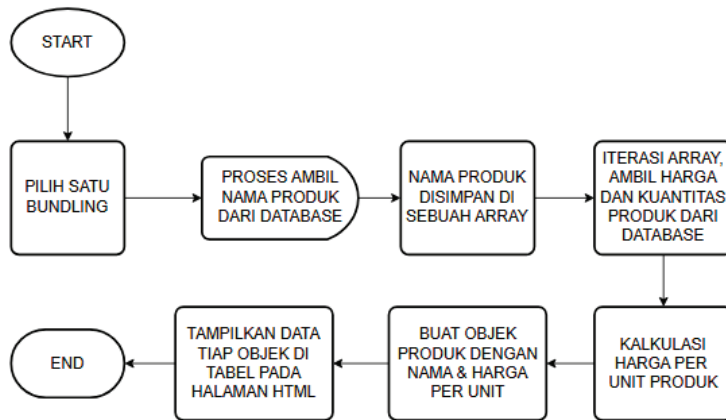 START
PILIH SATU
BUNDLING
PROSES AMBIL
NAMA PRODUK
DARI DATABASE
NAMA PRODUK
DISIMPAN DI
SEBUAH ARRAY
ITERASI ARRAY,
AMBIL HARGA
DAN KUANTITAS
PRODUK DARI
DATABASE
KALKULASI
HARGA PER
UNIT PRODUK
BUAT OBJEK
PRODUK DENGAN
NAMA & HARGA
PER UNIT
TAMPILKAN DATA
TIAP OBJEK DI
TABEL PADA
HALAMAN HTML
END